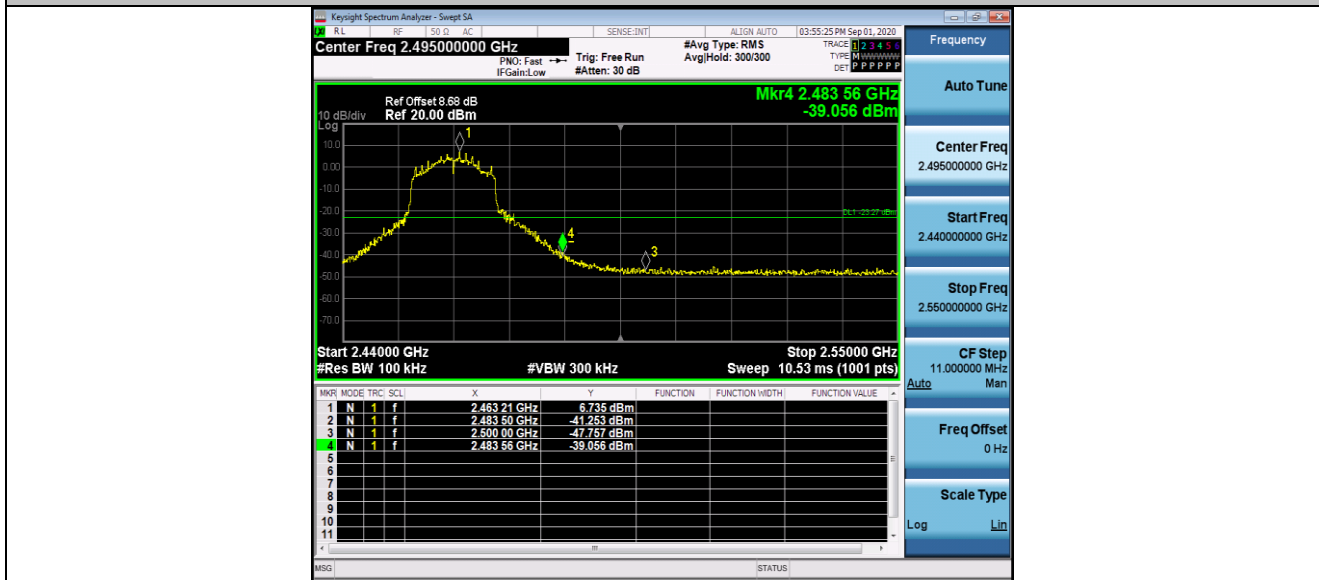 Keysight Spectrum Analyzer - Swept SA
RL RF 50 Ω AC SENSE:INT ALIGN AUTO 03:55:25 PM Sep 01, 2020
Center Freq 2.495000000 GHz
PNO: Fast
IFGain:Low
Trig: Free Run
#Atten: 30 dB
#Avg Type: RMS
Avg|Hold: 300/300
TRACE 1 2 3 4 5 6
TYPE M WWWWW
DET P P P P P P
Mkr4 2.483 56 GHz
-39.056 dBm
Ref Offset 8.68 dB
10 dB/div Ref 20.00 dBm
Log
10.0
0.00
-10.0
-20.0
-30.0
-40.0
-50.0
-60.0
-70.0
1
4
3
DL1 -23.27 dBm
Start 2.44000 GHz Stop 2.55000 GHz
#Res BW 100 kHz #VBW 300 kHz Sweep 10.53 ms (1001 pts)
MKR MODE TRC SCL X Y FUNCTION FUNCTION WIDTH FUNCTION VALUE
1 N 1 f 2.463 21 GHz 6.735 dBm
2 N 1 f 2.483 50 GHz -41.253 dBm
3 N 1 f 2.500 00 GHz -47.757 dBm
4 N 1 f 2.483 56 GHz -39.056 dBm
5
6
7
8
9
10
11
MSG STATUS
Frequency
Auto Tune
Center Freq
2.495000000 GHz
Start Freq
2.440000000 GHz
Stop Freq
2.550000000 GHz
CF Step
11.000000 MHz
Auto Man
Freq Offset
0 Hz
Scale Type
Log Lin